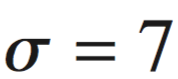 σ = 7